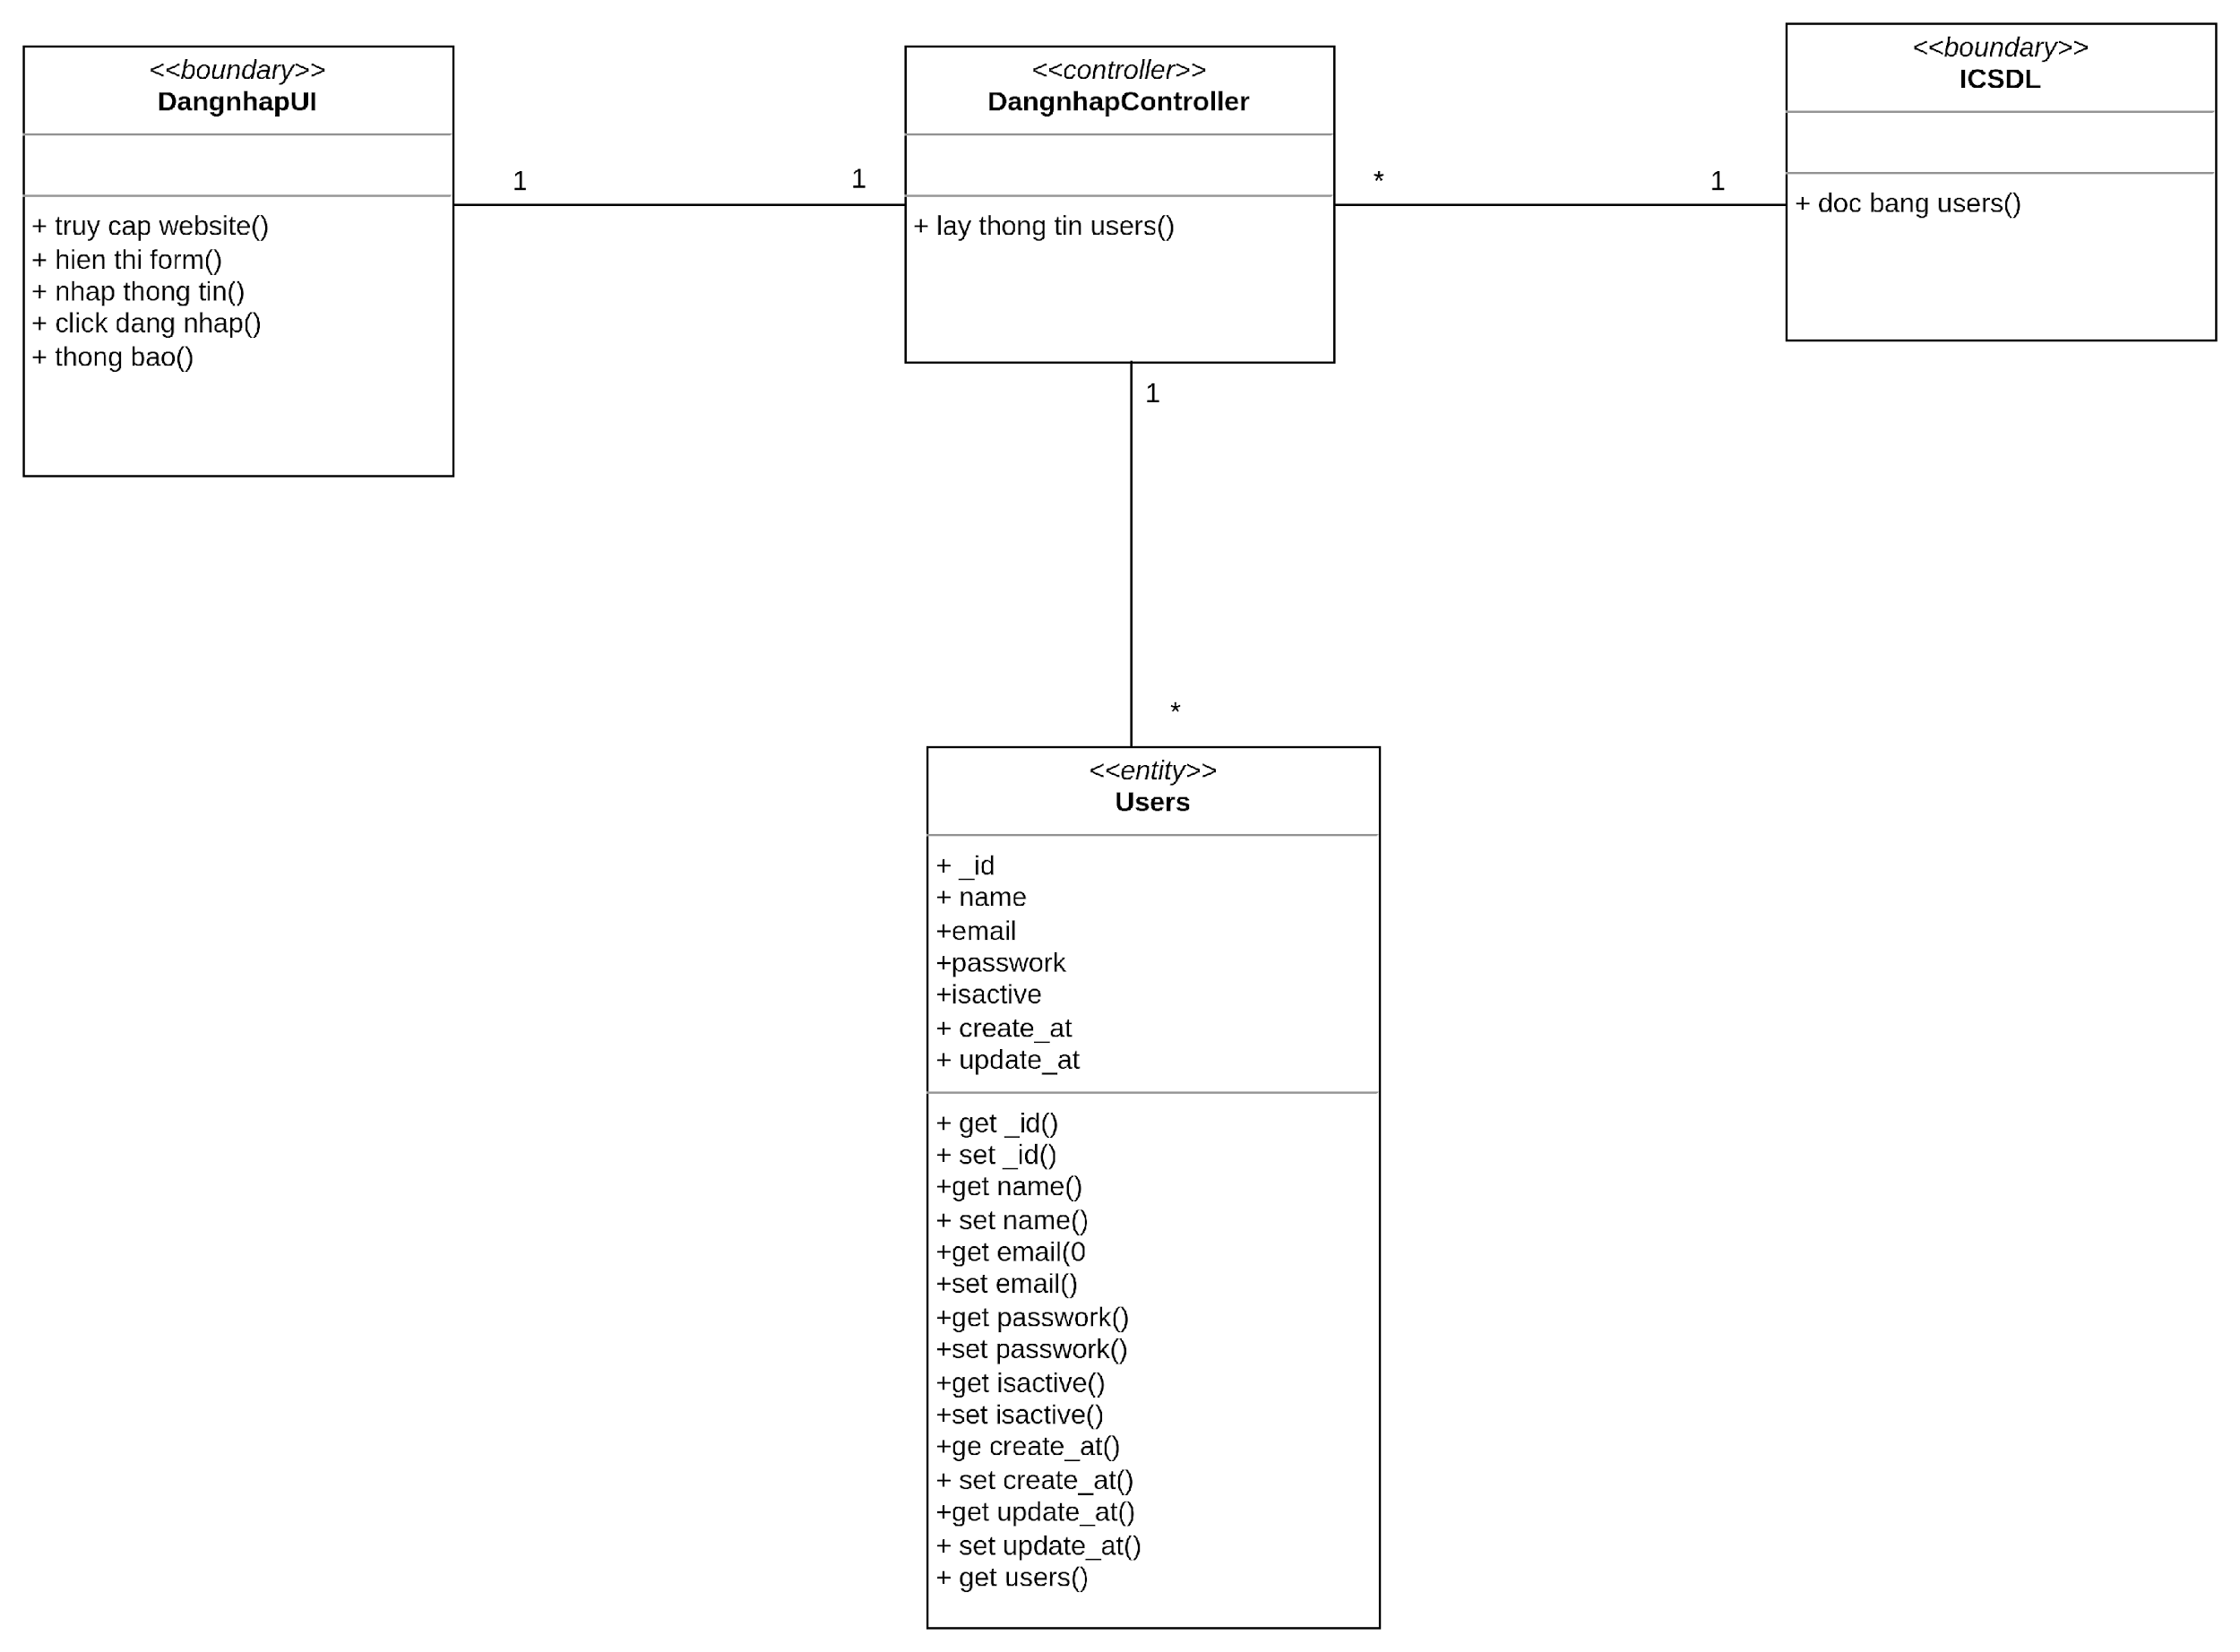 <<boundary>>
DangnhapUI
+ truy cap website()
+ hien thi form()
+ nhap thong tin()
+ click dang nhap()
+ thong bao()
1
1
<<controller>>
DangnhapController
+ lay thong tin users()
*
1
<<boundary>>
ICSDL
+ doc bang users()
1
*
<<entity>>
Users
+ _id
+ name
+email
+passwork
+isactive
+ create_at
+ update_at
+ get _id()
+ set _id()
+get name()
+ set name()
+get email(0
+set email()
+get passwork()
+set passwork()
+get isactive()
+set isactive()
+ge create_at()
+ set create_at()
+get update_at()
+ set update_at()
+ get users()